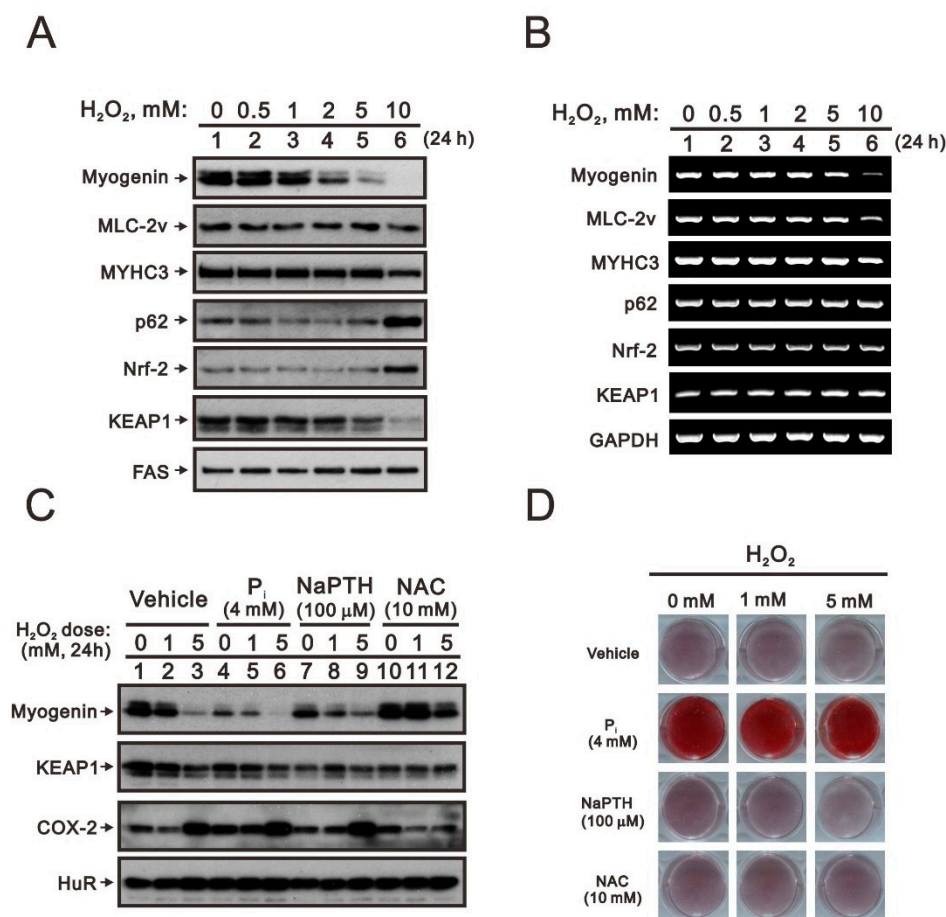 A
H₂O₂, mM: 0 0.5 1 2 5 10
1 2 3 4 5 6 (24 h)
Myogenin
MLC-2v
MYHC3
p62
Nrf-2
KEAP1
FAS
B
H₂O₂, mM: 0 0.5 1 2 5 10
1 2 3 4 5 6 (24 h)
Myogenin
MLC-2v
MYHC3
p62
Nrf-2
KEAP1
GAPDH
C
Vehicle Pᵢ NaPTH NAC
(4 mM) (100 μM) (10 mM)
H₂O₂ dose: 0 1 5 0 1 5 0 1 5 0 1 5
(mM, 24h)
1 2 3 4 5 6 7 8 9 10 11 12
Myogenin
KEAP1
COX-2
HuR
D
H₂O₂
0 mM 1 mM 5 mM
Vehicle
Pᵢ
(4 mM)
NaPTH
(100 μM)
NAC
(10 mM)